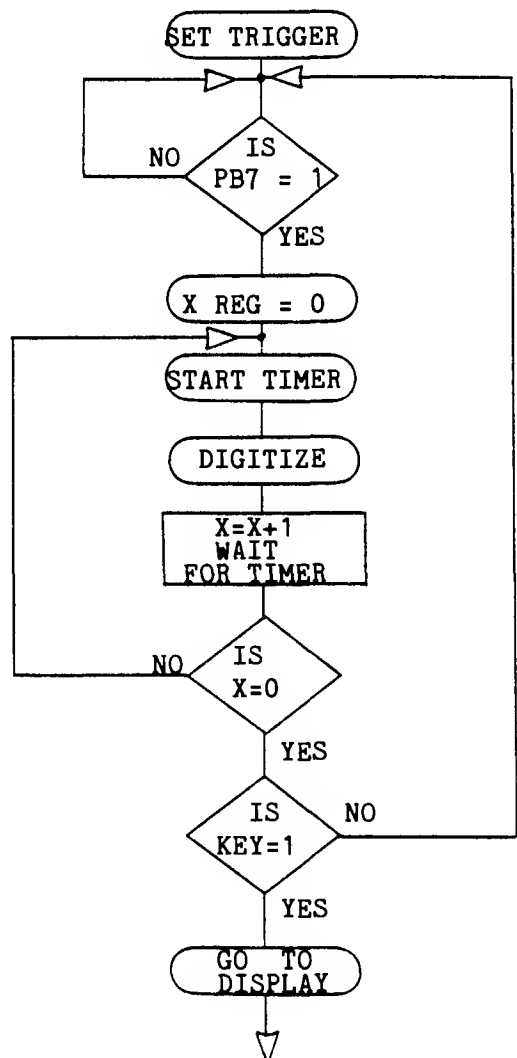 SET TRIGGER
IS
NO
PB7 = 1
YES
X REG = 0
START TIMER
DIGITIZE
X=X+1
WAIT
FOR TIMER
IS
NO
X=0
YES
IS
NO
KEY=1
YES
GO TO
DISPLAY